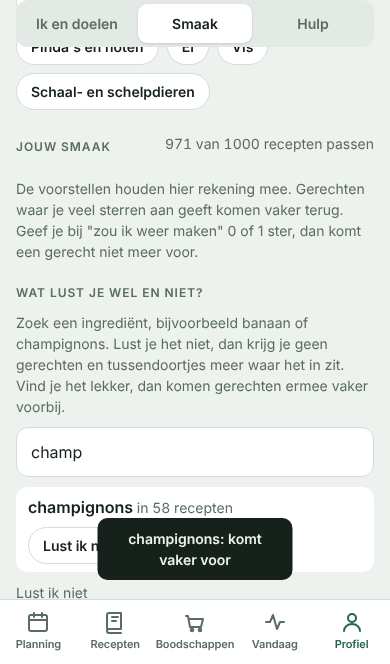 Ik en doelen
Smaak
Hulp
Pinda's en noten
Ei
Vis
Schaal- en schelpdieren
JOUW SMAAK
971 van 1000 recepten passen
De voorstellen houden hier rekening mee. Gerechten
waar je veel sterren aan geeft komen vaker terug.
Geef je bij "zou ik weer maken" 0 of 1 ster, dan komt
een gerecht niet meer voor.
WAT LUST JE WEL EN NIET?
Zoek een ingrediënt, bijvoorbeeld banaan of
champignons. Lust je het niet, dan krijg je geen
gerechten en tussendoortjes meer waar het in zit.
Vind je het lekker, dan komen gerechten ermee vaker
voorbij.
champ
champignons in 58 recepten
Lust ik n
champignons: komt
vaker voor
Lust ik niet
Planning
Recepten
Boodschappen
Vandaag
Profiel